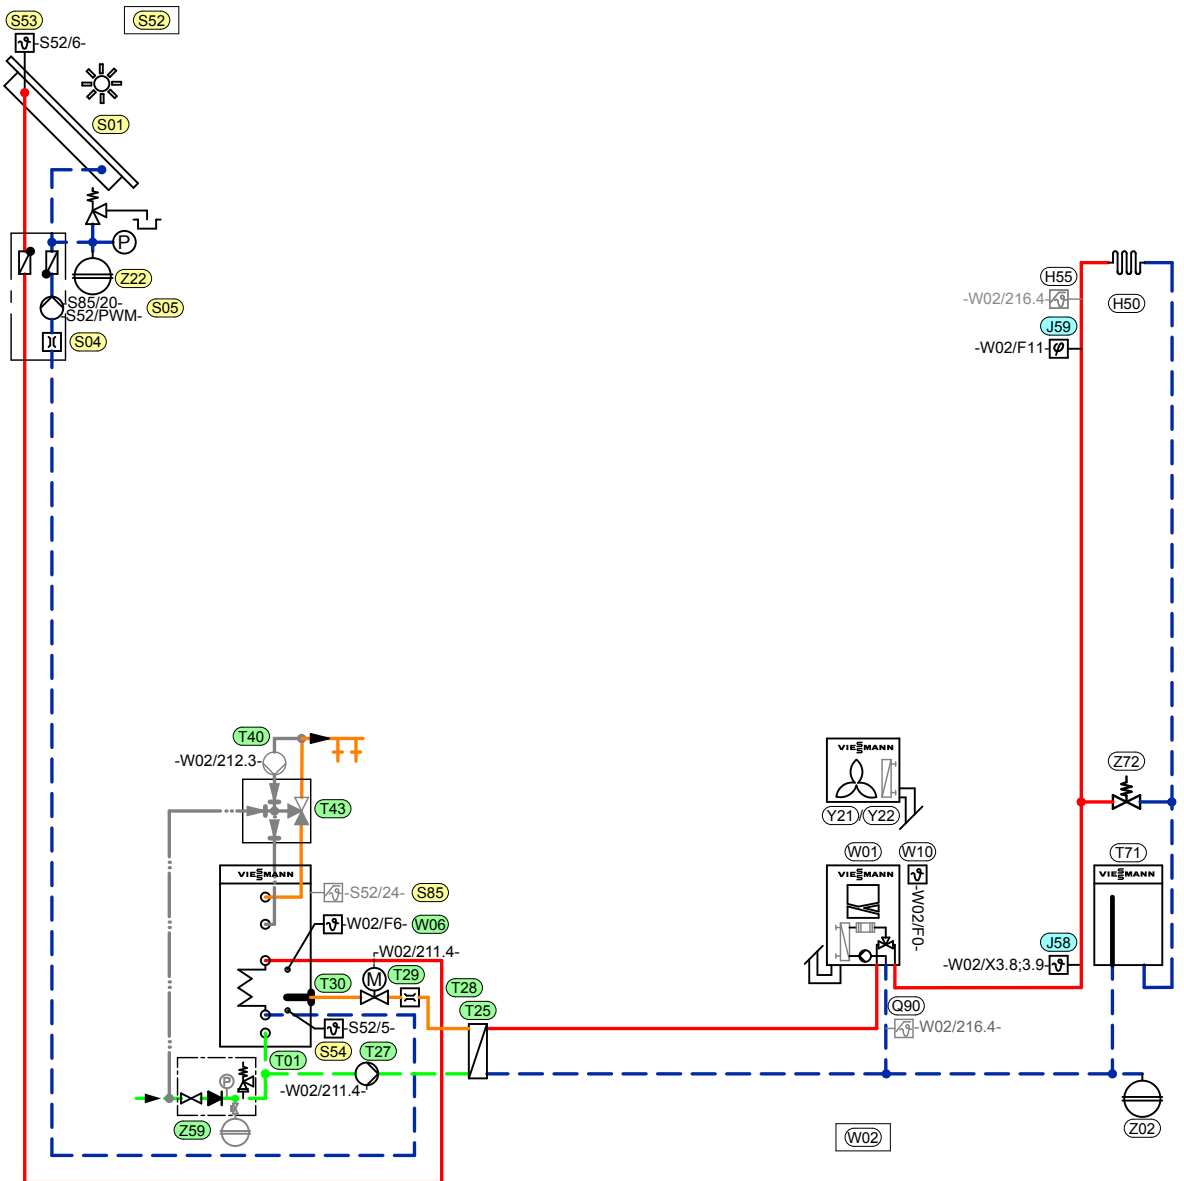 S53
S52
ϑ -S52/6-
S01
P
Z22
-S85/20-
-S52/PWM-
S05
S04
H55
-W02/216.4-
ϑ
H50
J59
-W02/F11-
φ
T40
-W02/212.3-
T43
VIESMANN
Z72
Y21/Y22
W01
W10
T71
VIESMANN
VIESMANN
VIESMANN
ϑ
-W02/F0-
ϑ
-S52/24-
S85
ϑ
-W02/F6-
W06
-W02/211.4-
J58
-W02/X3.8;3.9-
ϑ
M
T29
T30
T28
T25
Q90
ϑ
-W02/216.4-
ϑ
-S52/5-
S54
T27
T01
-W02/211.4-
P
Z59
Z02
W02